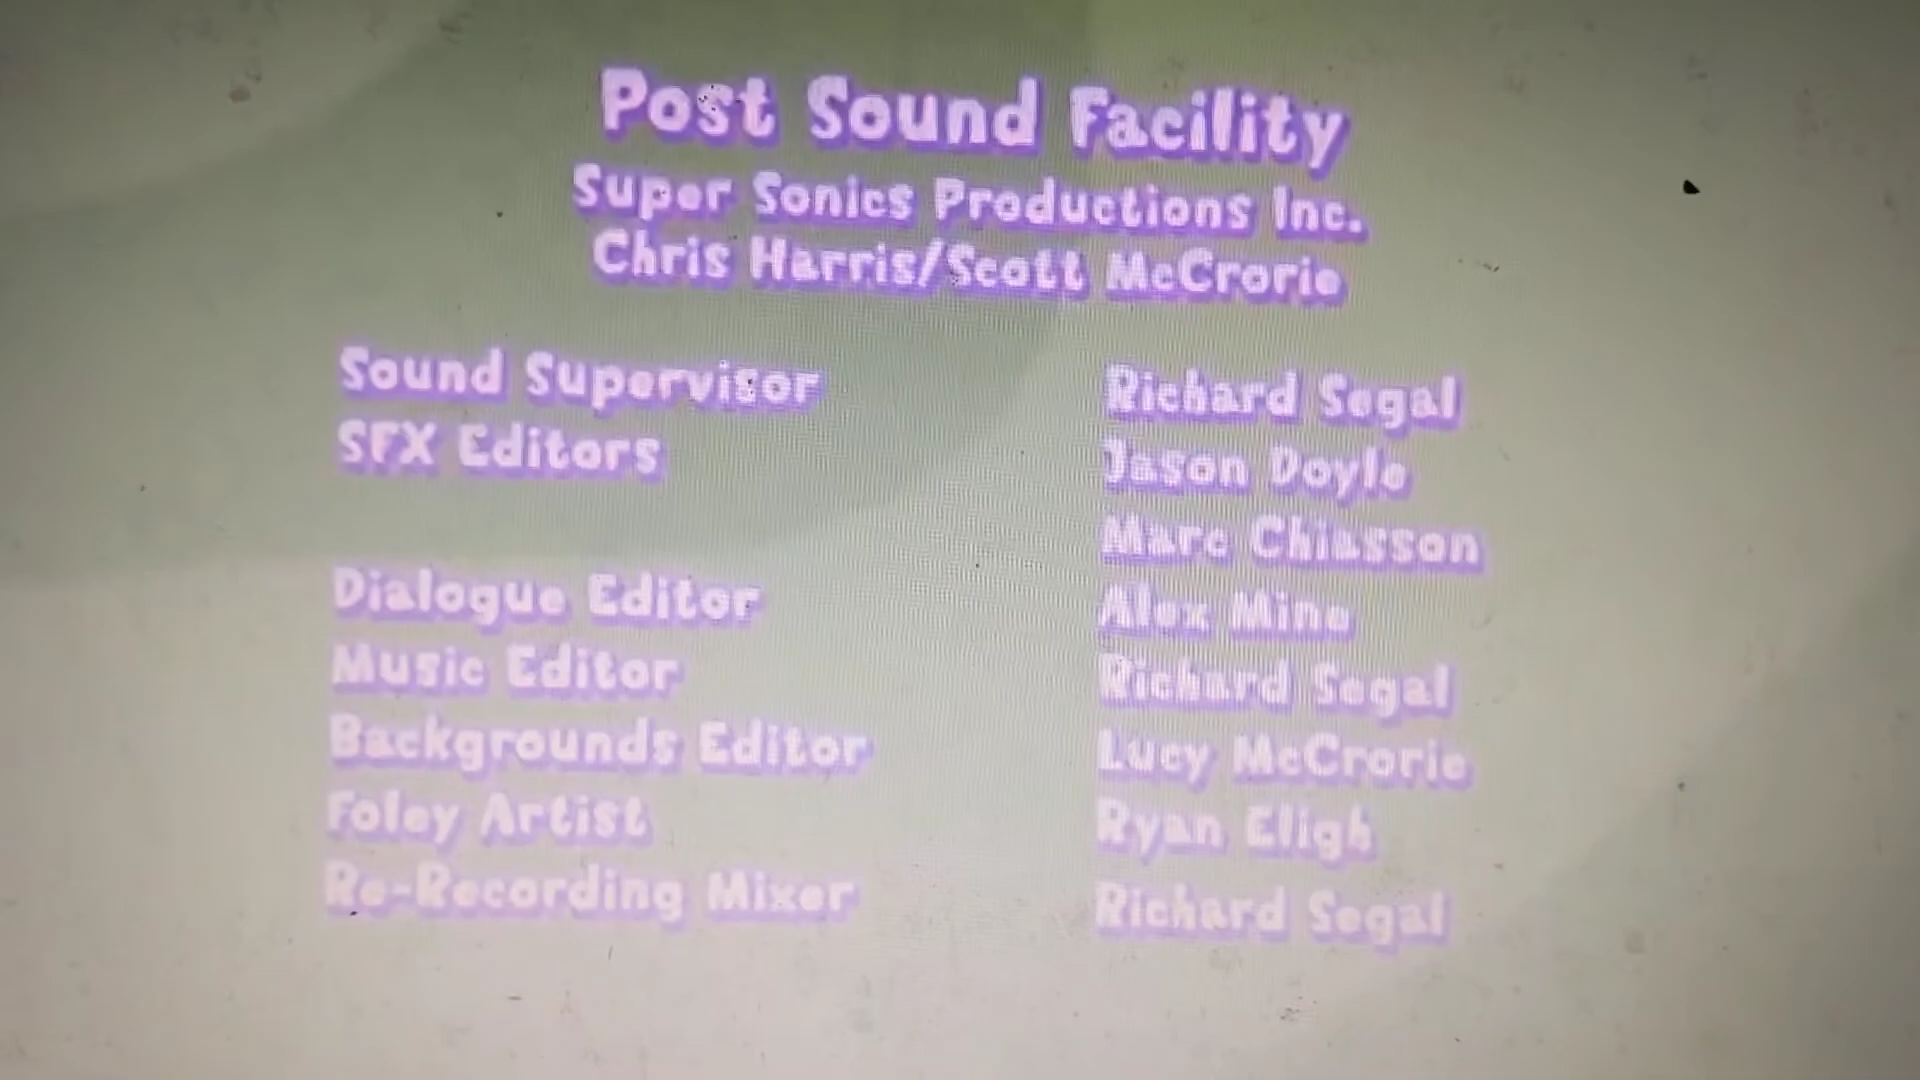 Post Sound Facility
Super Sonics Productions Inc.
Chris Harris/Scott McCrorie
Sound Supervisor Richard Segal
SFX Editors Jason Doyle
Marc Chiasson
Dialogue Editor Alex Mine
Music Editor Richard Segal
Backgrounds Editor Lucy McCrorie
Foley Artist Ryan Eligh
Re-Recording Mixer Richard Segal